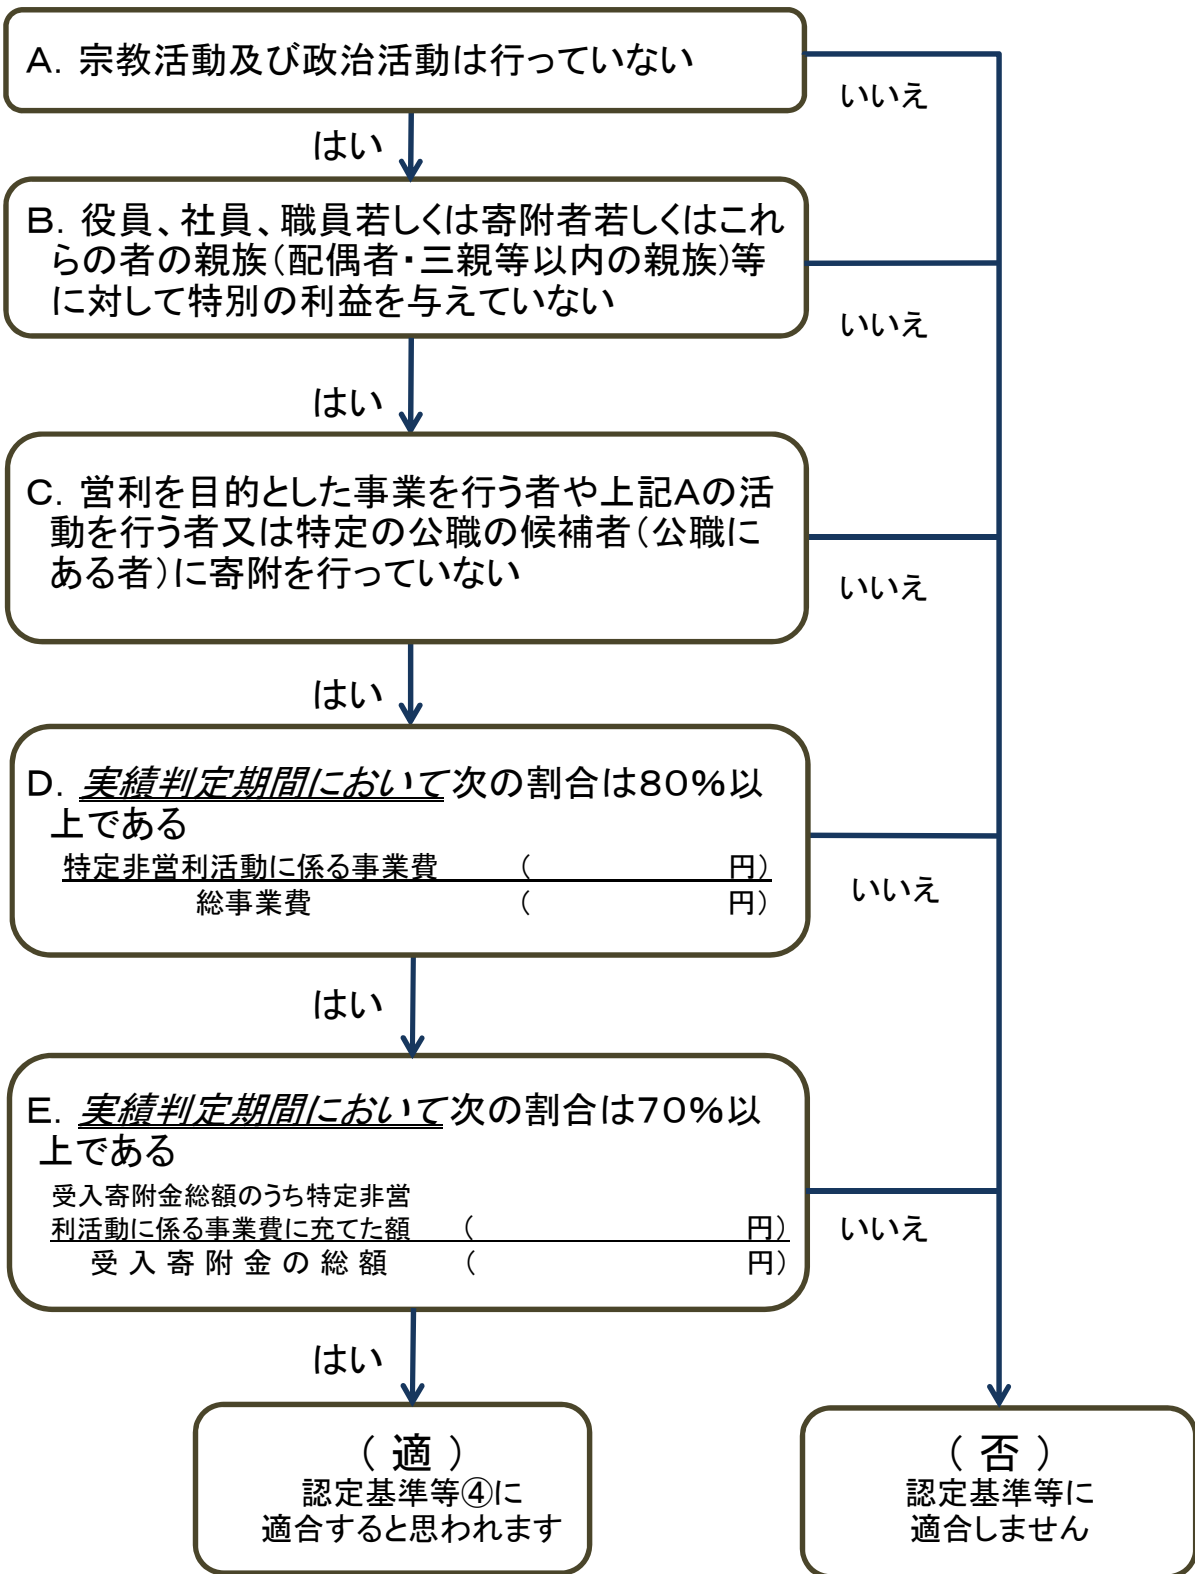 A. 宗教活動及び政治活動は行っていない
いいえ
はい
B. 役員、社員、職員若しくは寄附者若しくはこれ
らの者の親族(配偶者・三親等以内の親族)等
に対して特別の利益を与えていない
いいえ
はい
C. 営利を目的とした事業を行う者や上記Aの活
動を行う者又は特定の公職の候補者(公職に
ある者)に寄附を行っていない
いいえ
はい
D. 実績判定期間において次の割合は80%以
上である
特定非営利活動に係る事業費 ( 円)
総事業費 ( 円)
いいえ
はい
E. 実績判定期間において次の割合は70%以
上である
受入寄附金総額のうち特定非営
利活動に係る事業費に充てた額 ( 円)
受入寄附金の総額 ( 円)
いいえ
はい
(適)
認定基準等④に
適合すると思われます
(否)
認定基準等に
適合しません